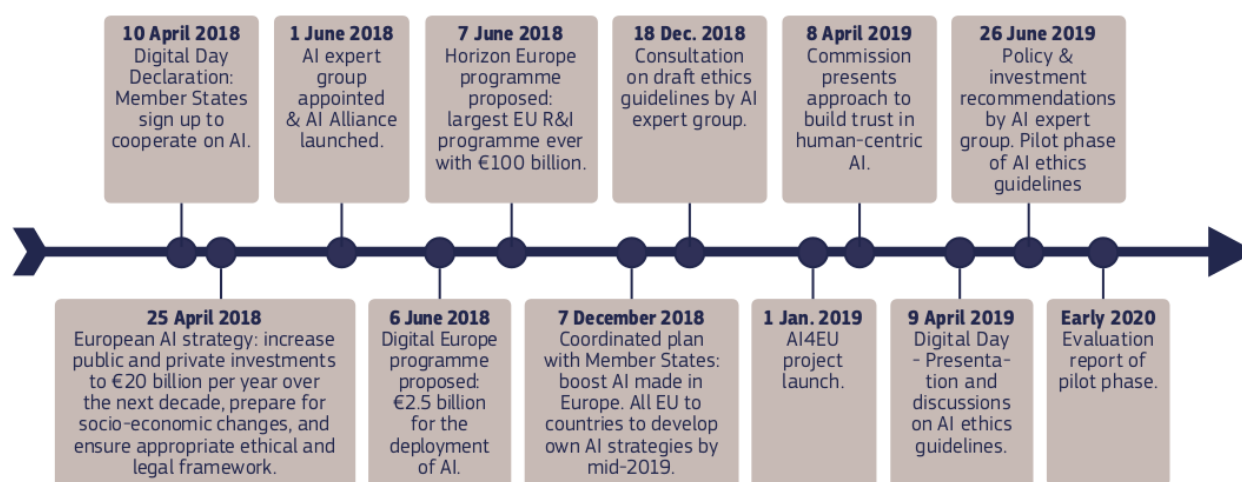 10 April 2018
Digital Day
Declaration:
Member States
sign up to
cooperate on AI.
1 June 2018
AI expert
group
appointed
& AI Alliance
launched.
7 June 2018
Horizon Europe
programme
proposed:
largest EU R&I
programme ever
with €100 billion.
18 Dec. 2018
Consultation
on draft ethics
guidelines by AI
expert group.
8 April 2019
Commission
presents
approach to
build trust in
human-centric
AI.
26 June 2019
Policy &
investment
recommendations
by AI expert
group. Pilot phase
of AI ethics
guidelines
25 April 2018
European AI strategy: increase
public and private investments
to €20 billion per year over
the next decade, prepare for
socio-economic changes, and
ensure appropriate ethical and
legal framework.
6 June 2018
Digital Europe
programme
proposed:
€2.5 billion
for the
deployment
of AI.
7 December 2018
Coordinated plan
with Member States:
boost AI made in
Europe. All EU to
countries to develop
own AI strategies by
mid-2019.
1 Jan. 2019
AI4EU
project
launch.
9 April 2019
Digital Day
- Presenta-
tion and
discussions
on AI ethics
guidelines.
Early 2020
Evaluation
report of
pilot phase.